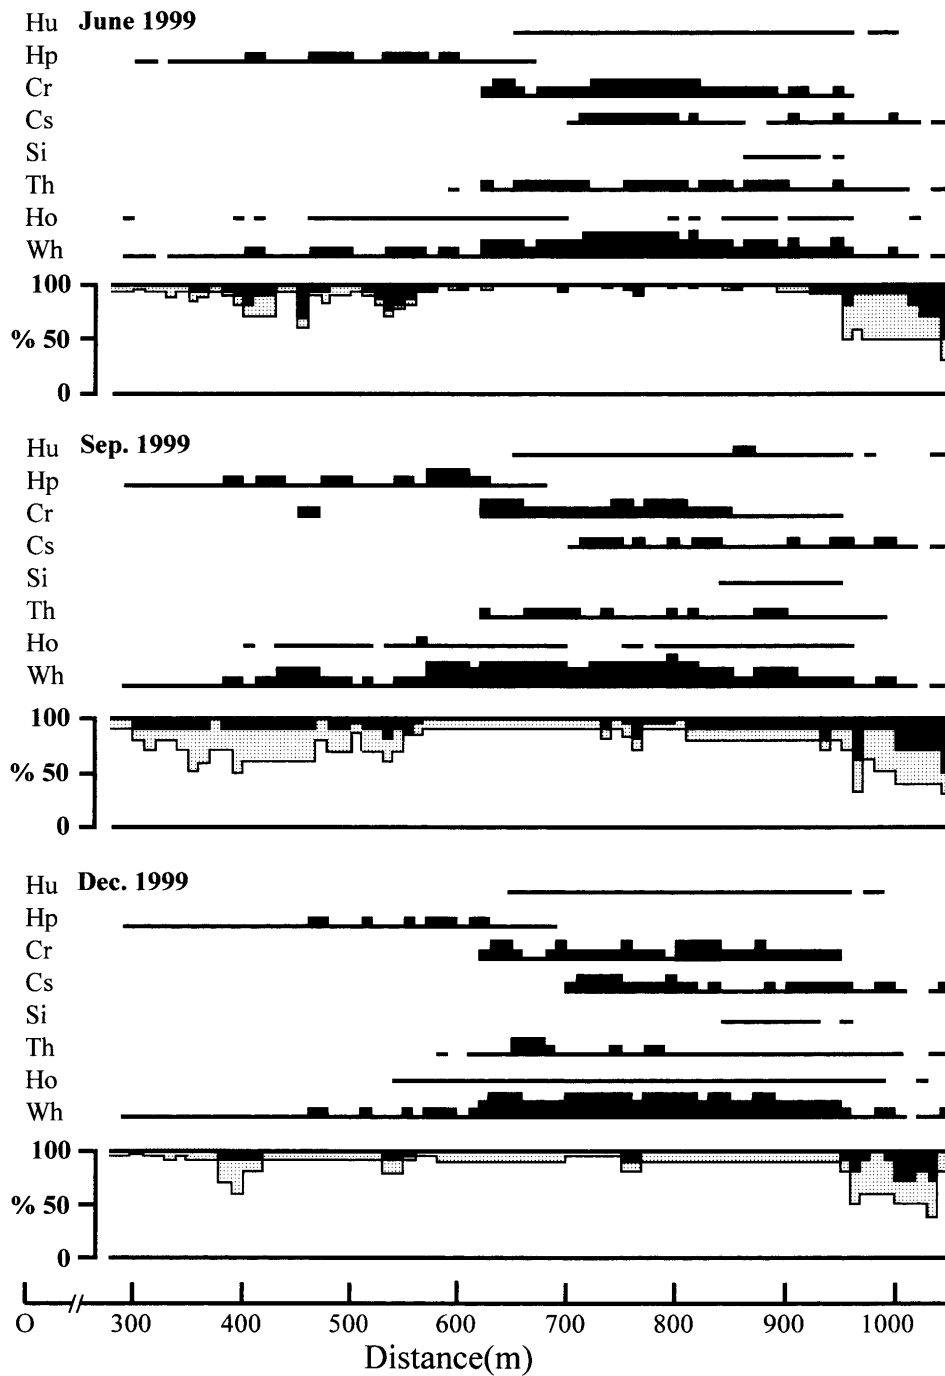 Hu June 1999
Hp
Cr
Cs
Si
Th
Ho
Wh
100
% 50
0
Hu Sep. 1999
Hp
Cr
Cs
Si
Th
Ho
Wh
100
% 50
0
Hu Dec. 1999
Hp
Cr
Cs
Si
Th
Ho
Wh
100
% 50
0
O 300 400 500 600 700 800 900 1000
Distance(m)